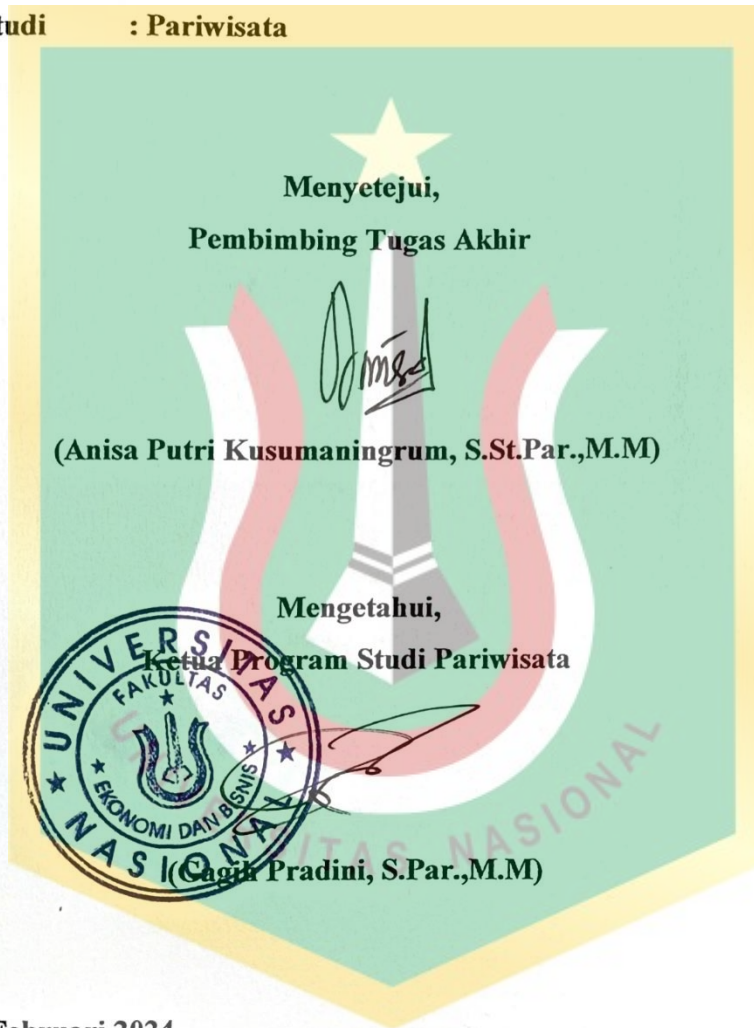 tudi : Pariwisata
Menyetejui,
Pembimbing Tugas Akhir
(Anisa Putri Kusumaningrum, S.St.Par.,M.M)
Mengetahui,
Ketua Program Studi Pariwisata
UNIVERSITAS NASIONAL
FAKULTAS
EKONOMI DAN BISNIS
UNIVERSITAS NASIONAL
(Gagih Pradini, S.Par.,M.M)
Februari 2024